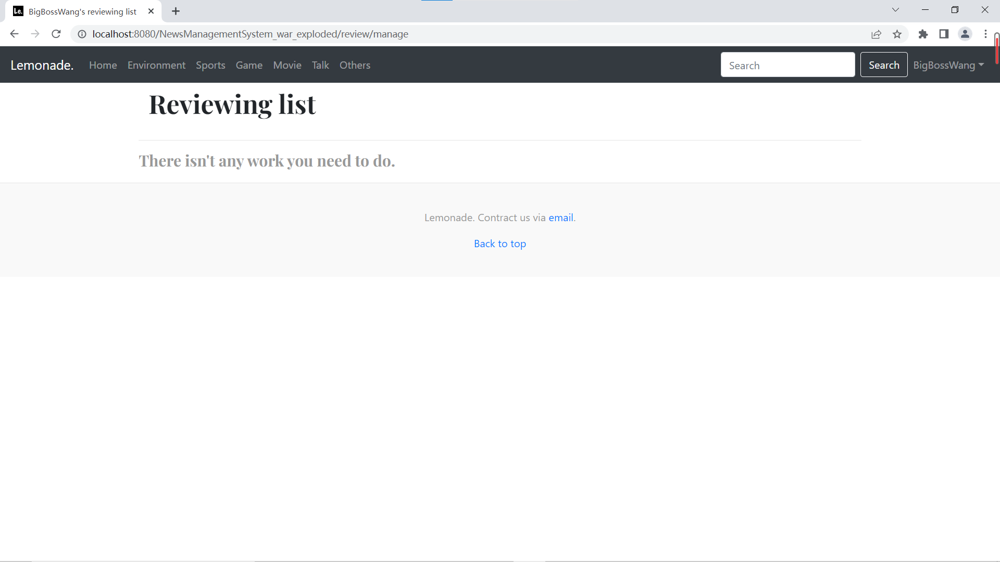 Le. BigBossWang's reviewing list
localhost:8080/NewsManagementSystem_war_exploded/review/manage
Lemonade. Home Environment Sports Game Movie Talk Others Search Search BigBossWang
Reviewing list
There isn't any work you need to do.
Lemonade. Contract us via email.
Back to top